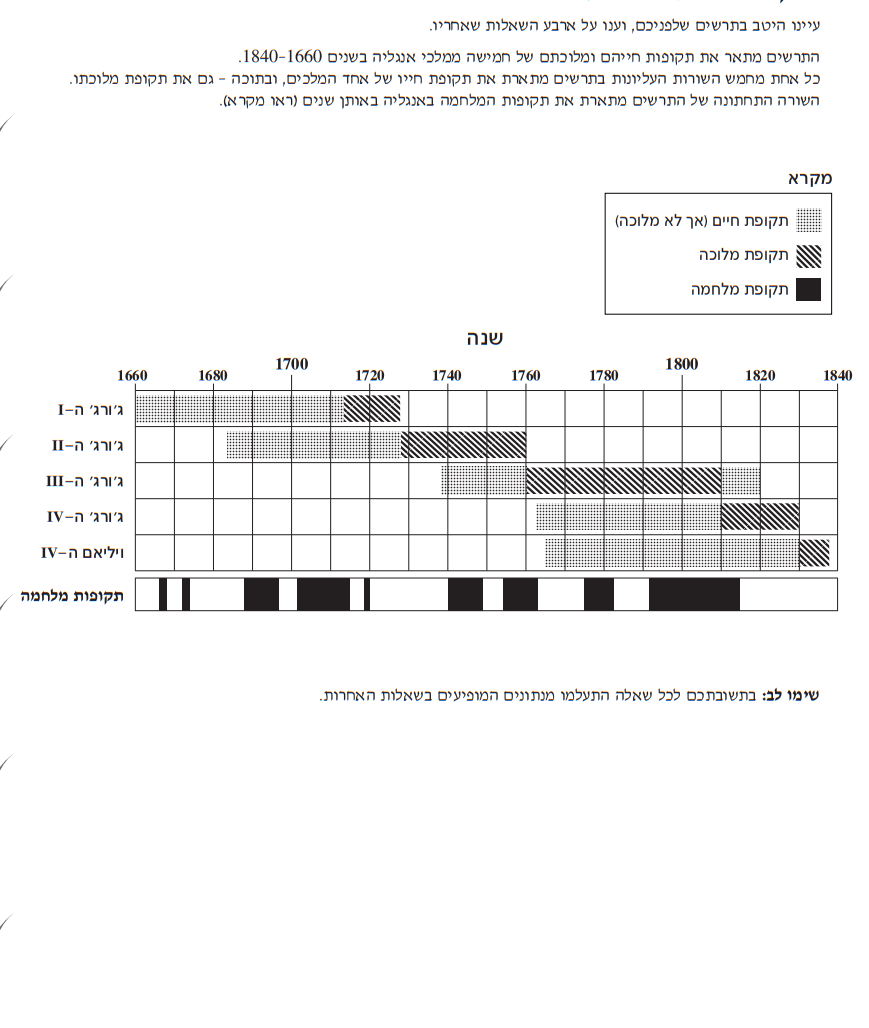 עיינו היטב בתרשים שלפניכם, וענו על ארבע השאלות שאחריו.
התרשים מתאר את תקופות חייהם ומלוכתם של חמישה ממלכי אנגליה בשנים 1660-1840.
כל אחת מחמש השורות העליונות בתרשים מתארת את תקופת חייו של אחד המלכים, ובתוכה - גם את תקופת מלוכתו.
השורה התחתונה של התרשים מתארת את תקופות המלחמה באנגליה באותן שנים (ראו מקרא).
מקרא
תקופת חיים (אך לא מלוכה)
תקופת מלוכה
תקופת מלחמה
שנה
1660 1680 1700 1720 1740 1760 1780 1800 1820 1840
ג'ורג' ה-I
ג'ורג' ה-II
ג'ורג' ה-III
ג'ורג' ה-IV
ויליאם ה-IV
תקופות מלחמה
שימו לב: בתשובתכם לכל שאלה התעלמו מנתונים המופיעים בשאלות האחרות.